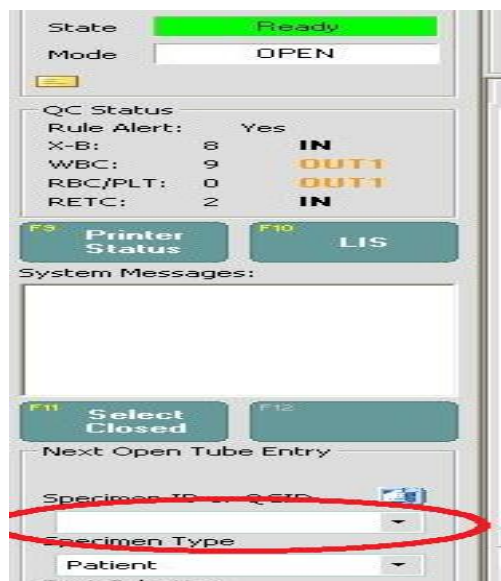 State Ready
Mode OPEN
QC Status
Rule Alert: Yes
X-B: 8 IN
WBC: 9 OUT1
RBC/PLT: 0 OUT1
RETC: 2 IN
F9 Printer Status
F10 LIS
System Messages:
F11 Select Closed
F12
Next Open Tube Entry
Specimen ID or QCID
Specimen Type
Patient